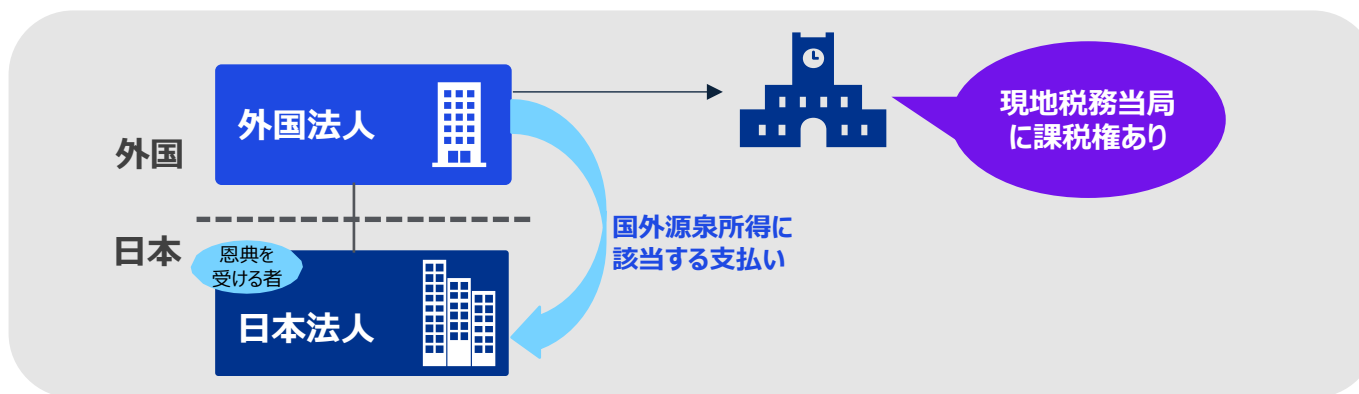 外国
外国法人
現地税務当局
に課税権あり
国外源泉所得に
該当する支払い
日本
恩典を
受ける者
日本法人